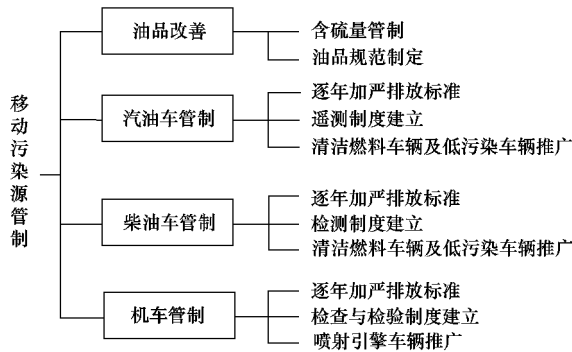 移动污染源管制
油品改善
含硫量管制
油品规范制定
汽油车管制
逐年加严排放标准
遥测制度建立
清洁燃料车辆及低污染车辆推广
柴油车管制
逐年加严排放标准
检测制度建立
清洁燃料车辆及低污染车辆推广
机车管制
逐年加严排放标准
检查与检验制度建立
喷射引擎车辆推广